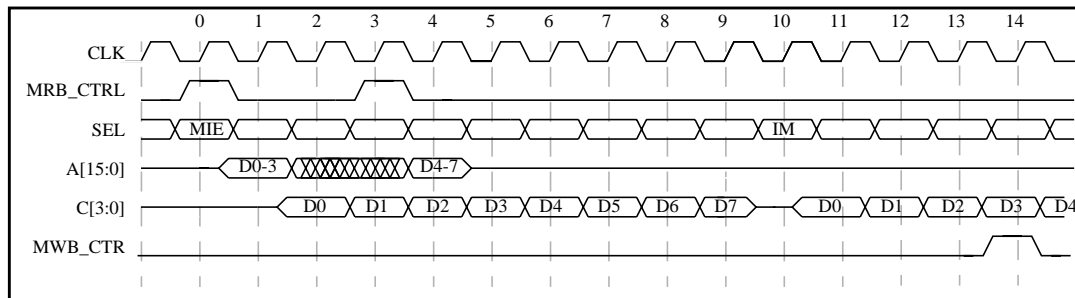 0 1 2 3 4 5 6 7 8 9 10 11 12 13 14
CLK
MRB_CTRL
SEL MIE IM
A[15:0] D0-3 D4-7
C[3:0] D0 D1 D2 D3 D4 D5 D6 D7 D0 D1 D2 D3 D4
MWB_CTR